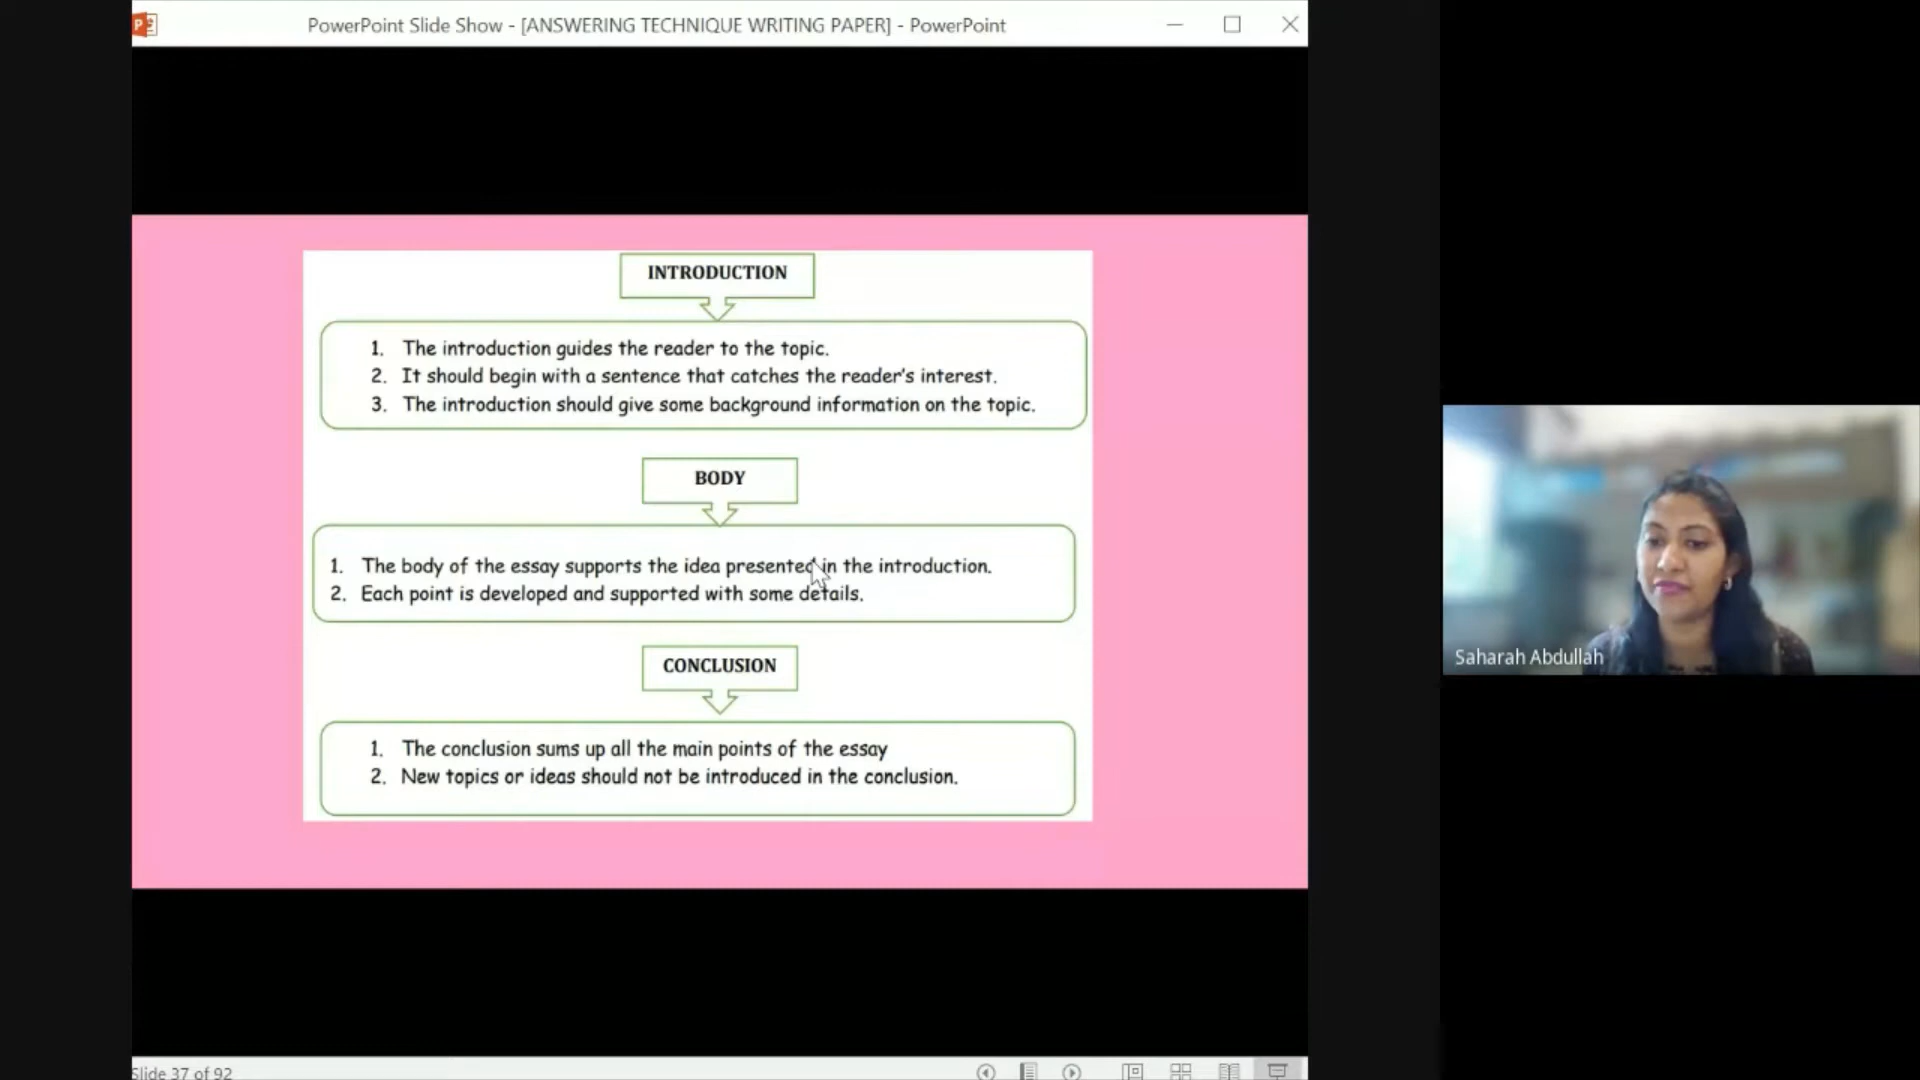 PowerPoint Slide Show - [ANSWERING TECHNIQUE WRITING PAPER] - PowerPoint
INTRODUCTION
1. The introduction guides the reader to the topic.
2. It should begin with a sentence that catches the reader's interest.
3. The introduction should give some background information on the topic.
BODY
1. The body of the essay supports the idea presented in the introduction.
2. Each point is developed and supported with some details.
CONCLUSION
1. The conclusion sums up all the main points of the essay
2. New topics or ideas should not be introduced in the conclusion.
Saharah Abdullah
Slide 37 of 92